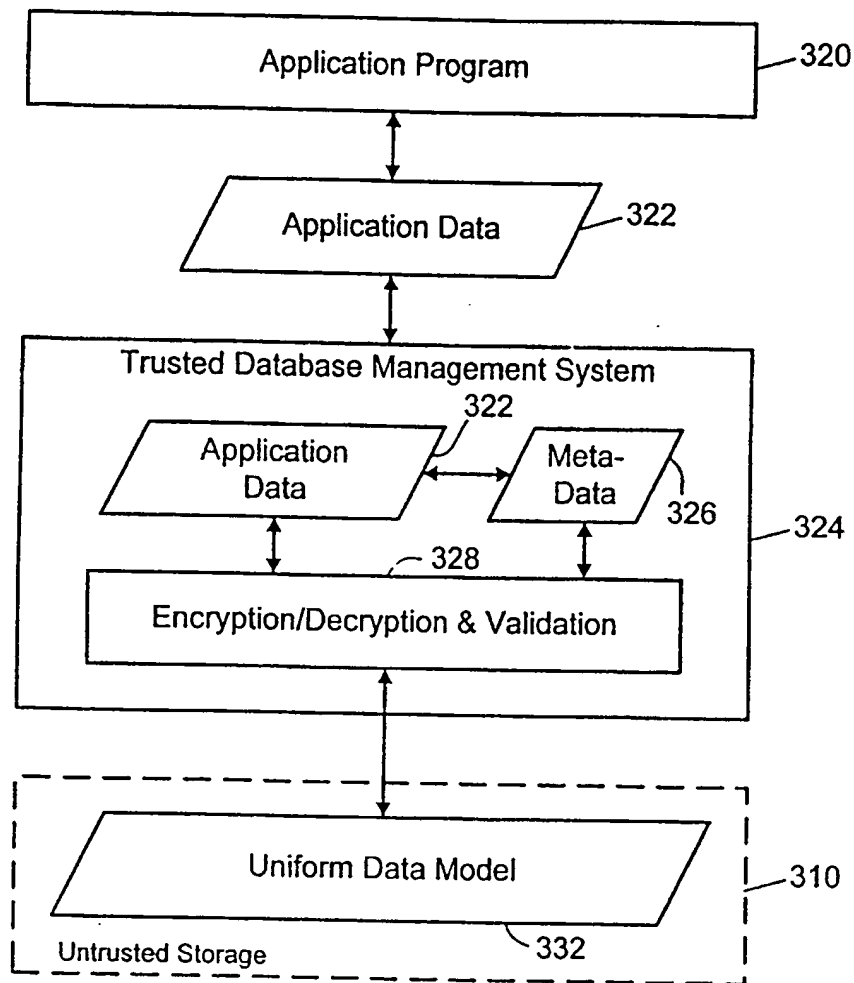 Application Program
320
Application Data
322
Trusted Database Management System
322
Application
Data
Meta-
Data
326
324
328
Encryption/Decryption & Validation
Uniform Data Model
310
332
Untrusted Storage